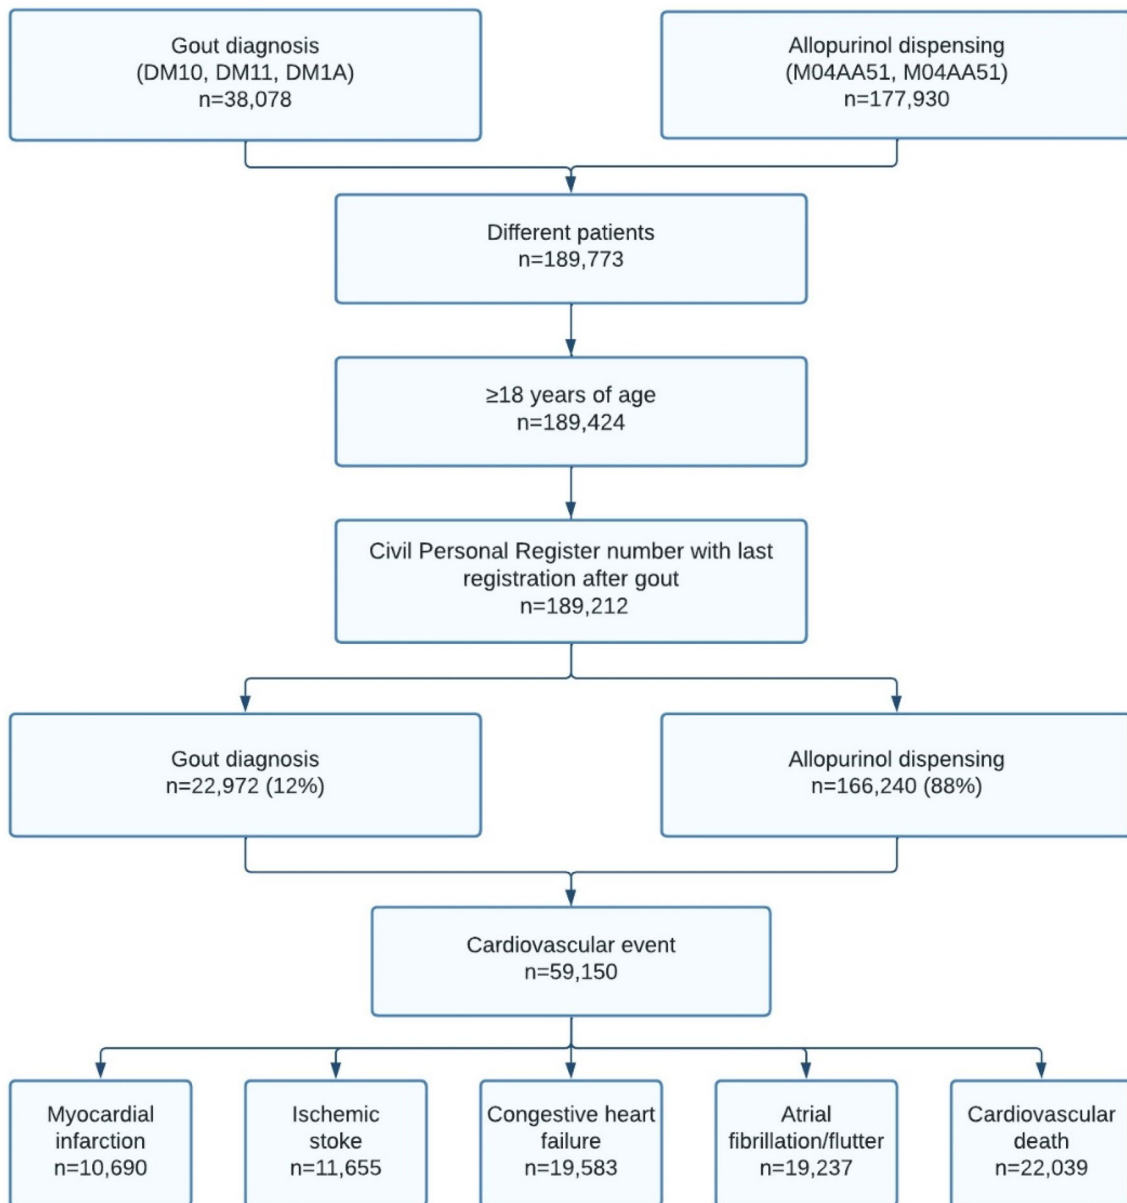 Gout diagnosis
(DM10, DM11, DM1A)
n=38,078
Allopurinol dispensing
(M04AA51, M04AA51)
n=177,930
Different patients
n=189,773
≥18 years of age
n=189,424
Civil Personal Register number with last
registration after gout
n=189,212
Gout diagnosis
n=22,972 (12%)
Allopurinol dispensing
n=166,240 (88%)
Cardiovascular event
n=59,150
Myocardial
infarction
n=10,690
Ischemic
stoke
n=11,655
Congestive heart
failure
n=19,583
Atrial
fibrillation/flutter
n=19,237
Cardiovascular
death
n=22,039